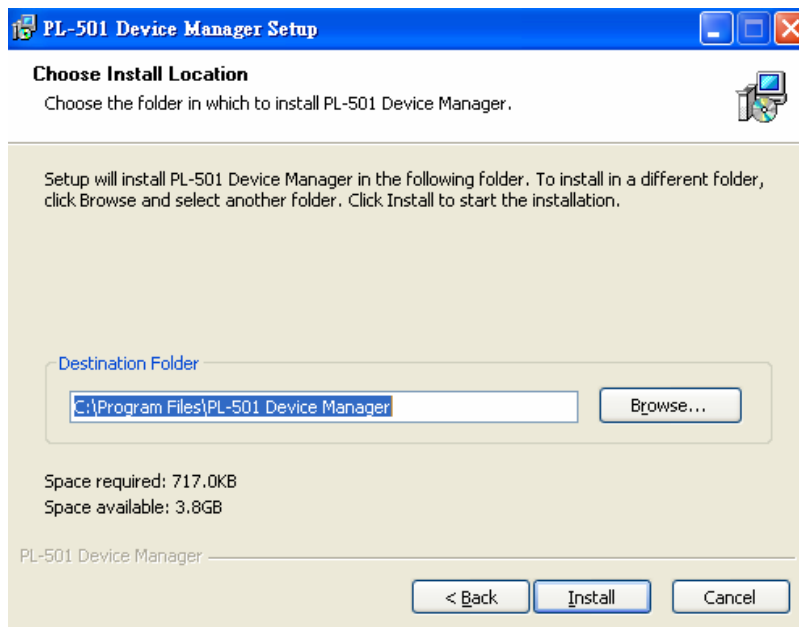 PL-501 Device Manager Setup
Choose Install Location
Choose the folder in which to install PL-501 Device Manager.
Setup will install PL-501 Device Manager in the following folder. To install in a different folder,
click Browse and select another folder. Click Install to start the installation.
Destination Folder
C:\Program Files\PL-501 Device Manager
Browse...
Space required: 717.0KB
Space available: 3.8GB
PL-501 Device Manager
< Back Install Cancel